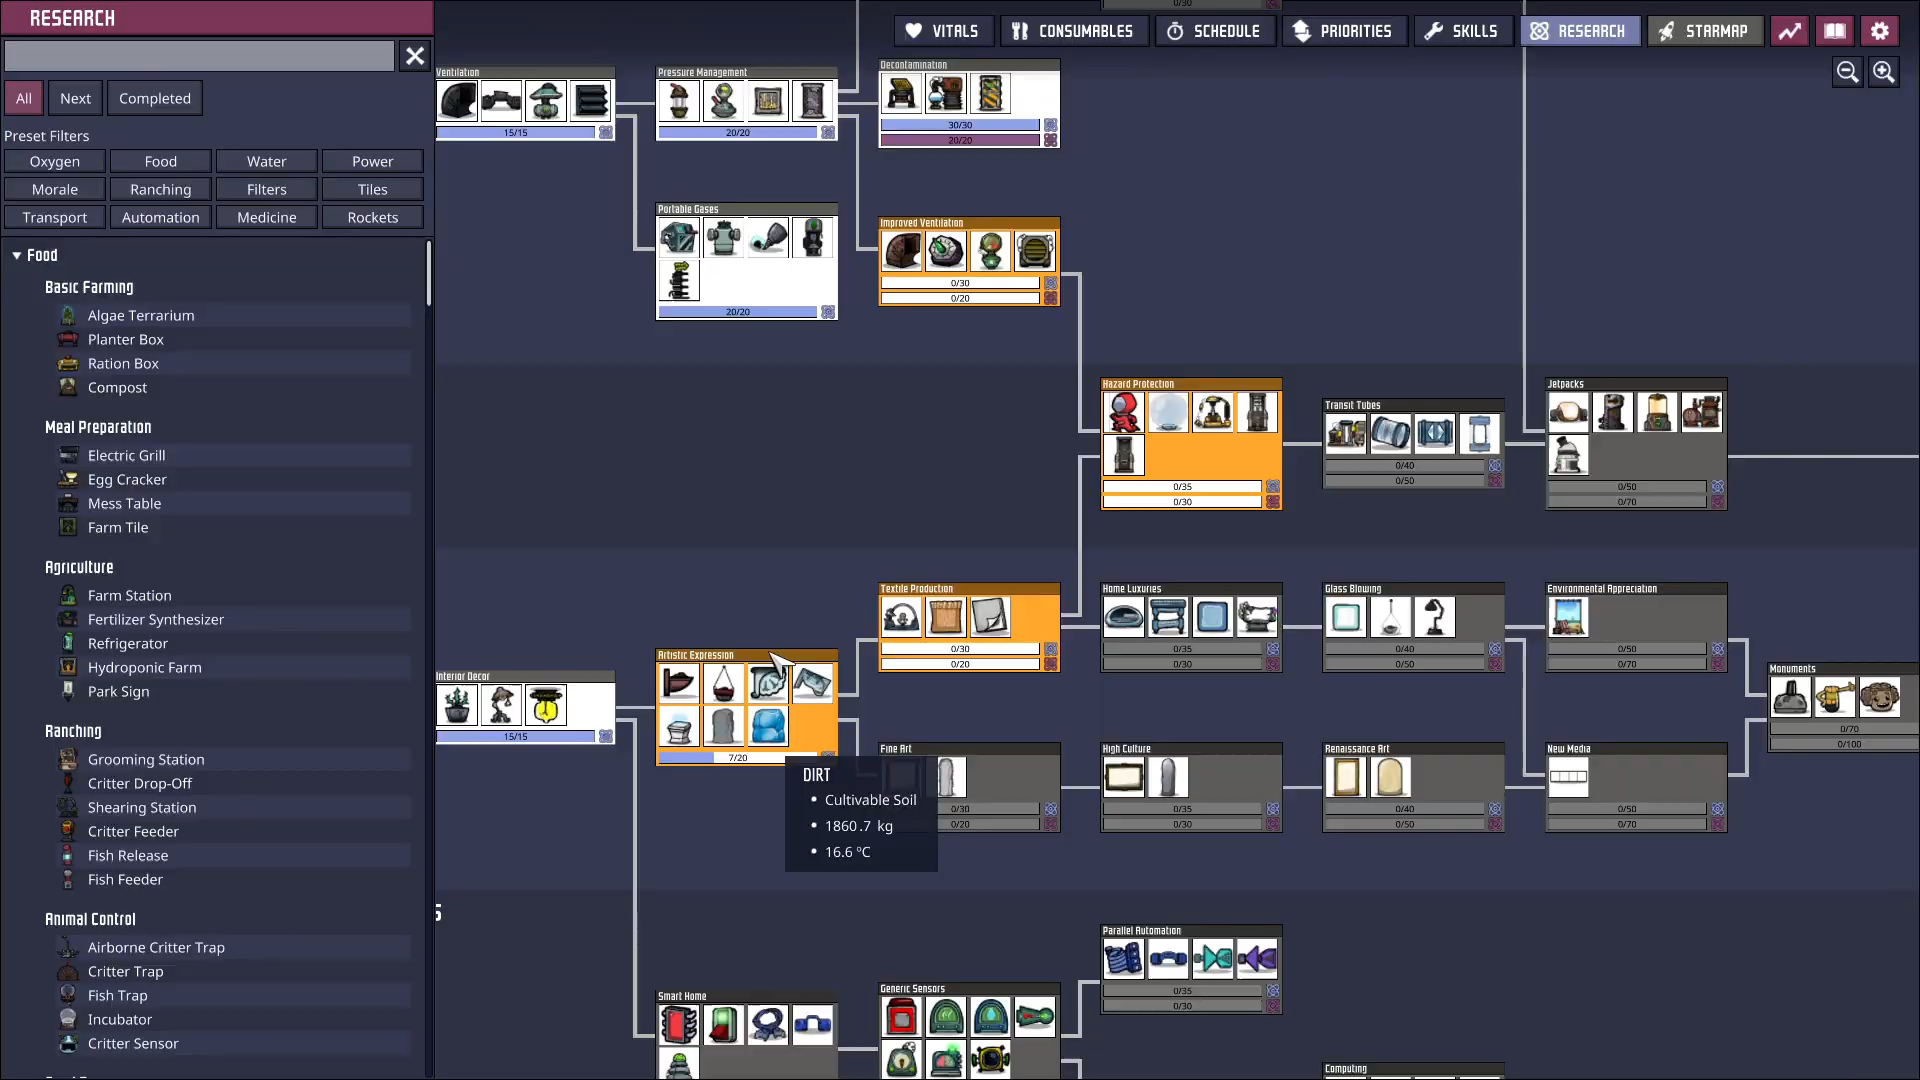 RESEARCH
VITALS
CONSUMABLES
SCHEDULE
PRIORITIES
SKILLS
RESEARCH
STARMAP
All
Next
Completed
Preset Filters
Oxygen
Food
Water
Power
Morale
Ranching
Filters
Tiles
Transport
Automation
Medicine
Rockets
Food
Basic Farming
Algae Terrarium
Planter Box
Ration Box
Compost
Meal Preparation
Electric Grill
Egg Cracker
Mess Table
Farm Tile
Agriculture
Farm Station
Fertilizer Synthesizer
Refrigerator
Hydroponic Farm
Park Sign
Ranching
Grooming Station
Critter Drop-Off
Shearing Station
Critter Feeder
Fish Release
Fish Feeder
Animal Control
Airborne Critter Trap
Critter Trap
Fish Trap
Incubator
Critter Sensor
0/30
Ventilation
15/15
Pressure Management
20/20
Decontamination
30/30
20/20
Portable Gases
20/20
Improved Ventilation
0/30
0/20
Hazard Protection
0/35
0/30
Transit Tubes
0/40
0/50
Jetpacks
0/50
0/70
Textile Production
0/30
0/20
Home Luxuries
0/35
0/30
Glass Blowing
0/40
0/50
Environmental Appreciation
0/50
0/70
Interior Decor
15/15
Artistic Expression
7/20
Monuments
0/70
0/100
Fine Art
0/30
0/20
High Culture
0/35
0/30
Renaissance Art
0/40
0/50
New Media
0/50
0/70
DIRT
• Cultivable Soil
• 1860.7 kg
• 16.6 ºC
Parallel Automation
0/35
0/30
Smart Home
Generic Sensors
Computing